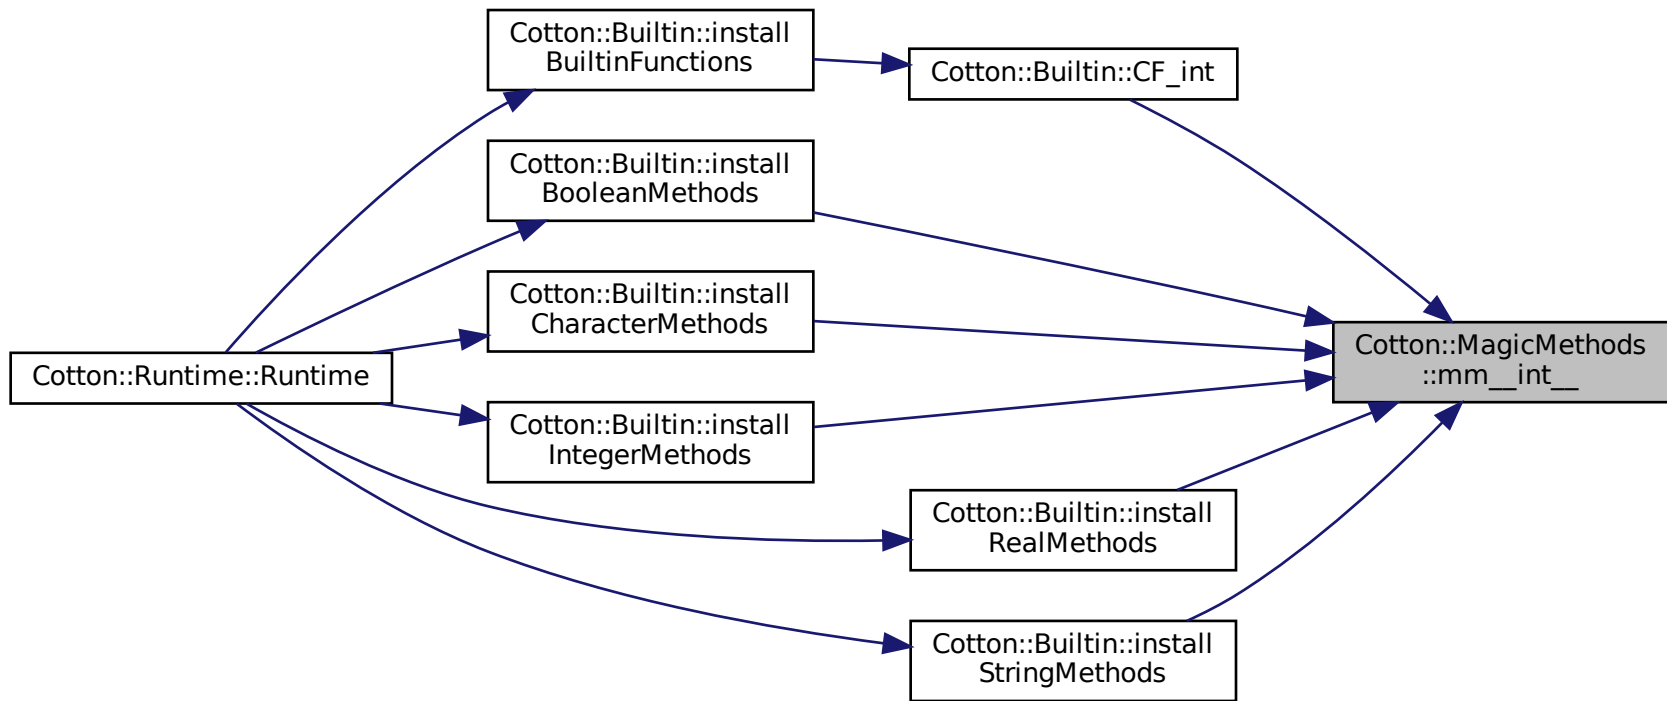 Cotton::Builtin::install
BuiltinFunctions
Cotton::Builtin::CF_int
Cotton::Builtin::install
BooleanMethods
Cotton::Builtin::install
CharacterMethods
Cotton::MagicMethods
::mm__int__
Cotton::Runtime::Runtime
Cotton::Builtin::install
IntegerMethods
Cotton::Builtin::install
RealMethods
Cotton::Builtin::install
StringMethods